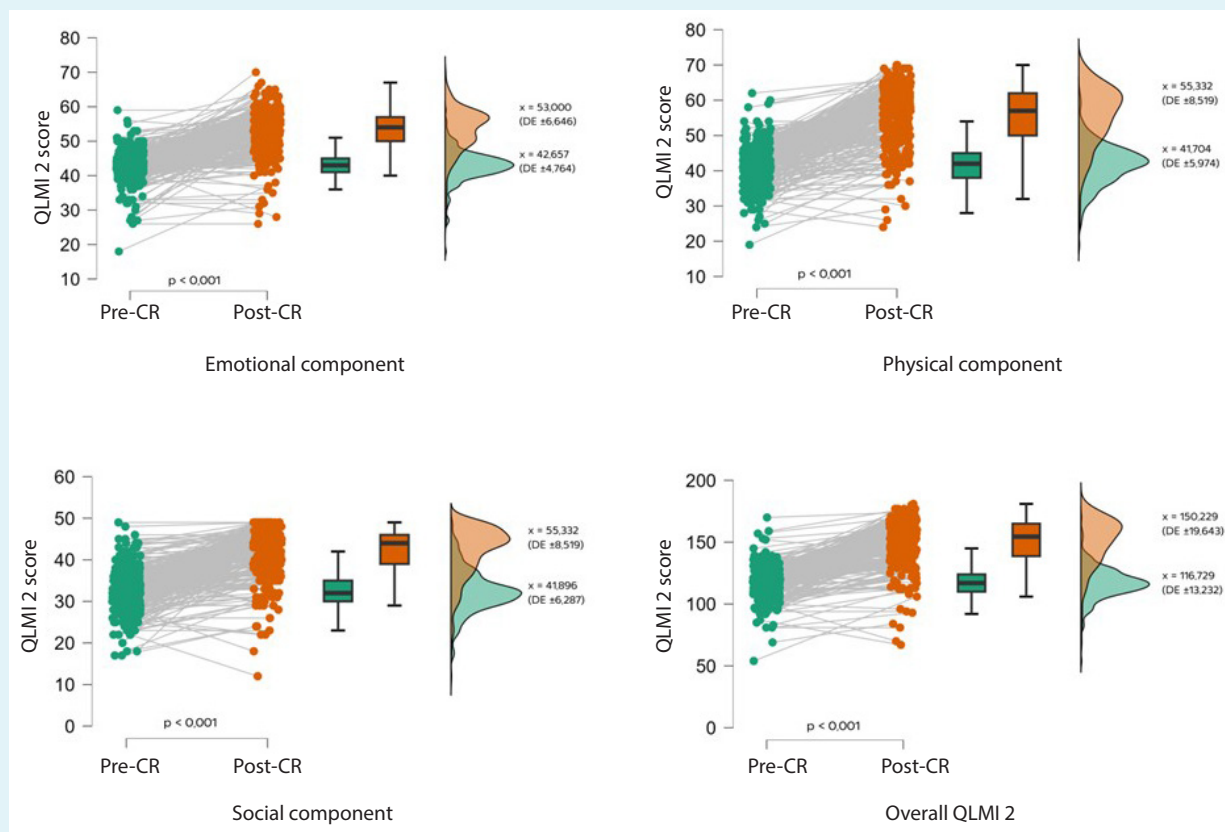 QLMI 2 score
80
70
60
50
40
30
20
10
x = 53,000
(DE ±6,646)
x = 42,657
(DE ±4,764)
p < 0,001
Pre-CR
Post-CR
Emotional component
QLMI 2 score
80
70
60
50
40
30
20
10
x = 55,332
(DE ±8,519)
x = 41,704
(DE ±5,974)
p < 0,001
Pre-CR
Post-CR
Physical component
QLMI 2 score
60
50
40
30
20
10
0
x = 55,332
(DE ±8,519)
x = 41,896
(DE ±6,287)
p < 0,001
Pre-CR
Post-CR
Social component
QLMI 2 score
200
150
100
50
0
x = 150,229
(DE ±19,643)
x = 116,729
(DE ±13,232)
p < 0,001
Pre-CR
Post-CR
Overall QLMI 2